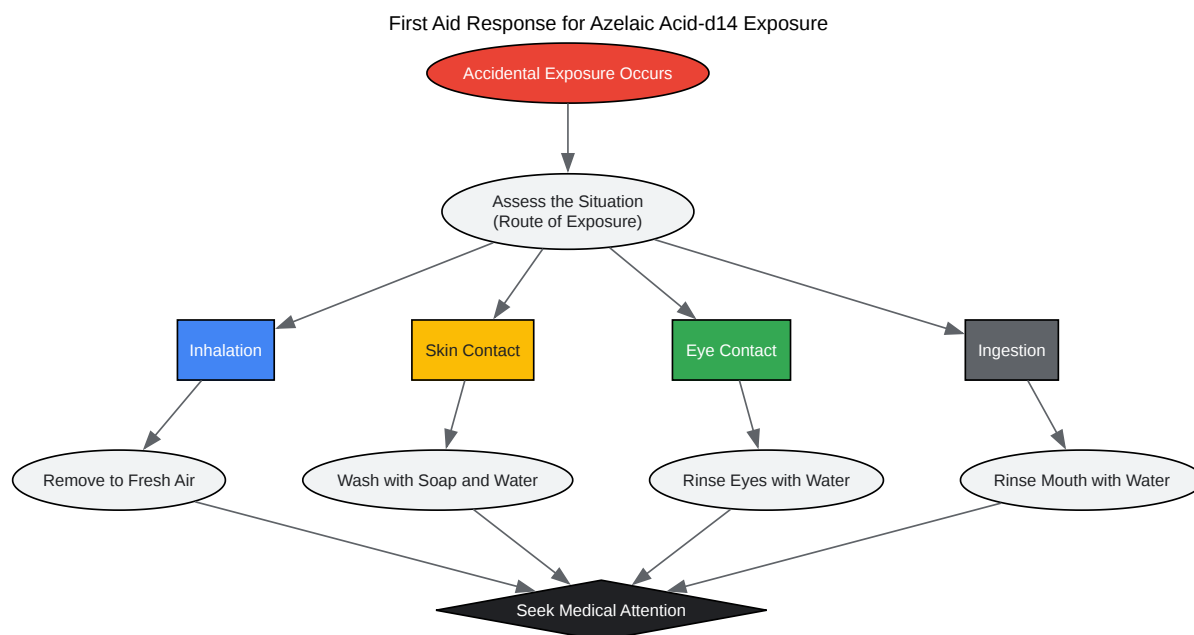 First Aid Response for Azelaic Acid-d14 Exposure
Accidental Exposure Occurs
Assess the Situation
(Route of Exposure)
Inhalation
Skin Contact
Eye Contact
Ingestion
Remove to Fresh Air
Wash with Soap and Water
Rinse Eyes with Water
Rinse Mouth with Water
Seek Medical Attention